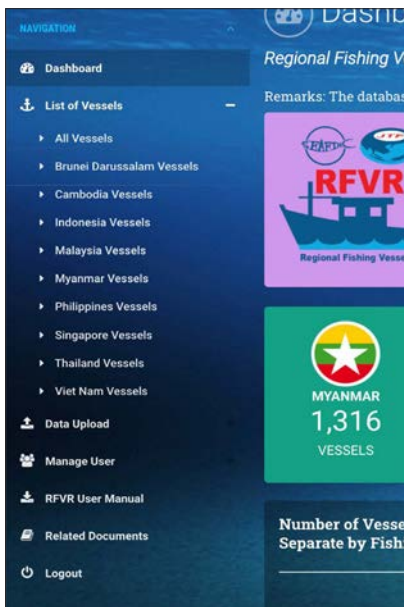 NAVIGATION
Dashboard
List of Vessels
All Vessels
Brunei Darussalam Vessels
Cambodia Vessels
Indonesia Vessels
Malaysia Vessels
Myanmar Vessels
Philippines Vessels
Singapore Vessels
Thailand Vessels
Viet Nam Vessels
Data Upload
Manage User
RFVR User Manual
Related Documents
Logout
Dashb
Regional Fishing V
Remarks: The databas
JTF
RFVR
Regional Fishing Vesse
MYANMAR
1,316
VESSELS
Number of Vesse
Separate by Fish